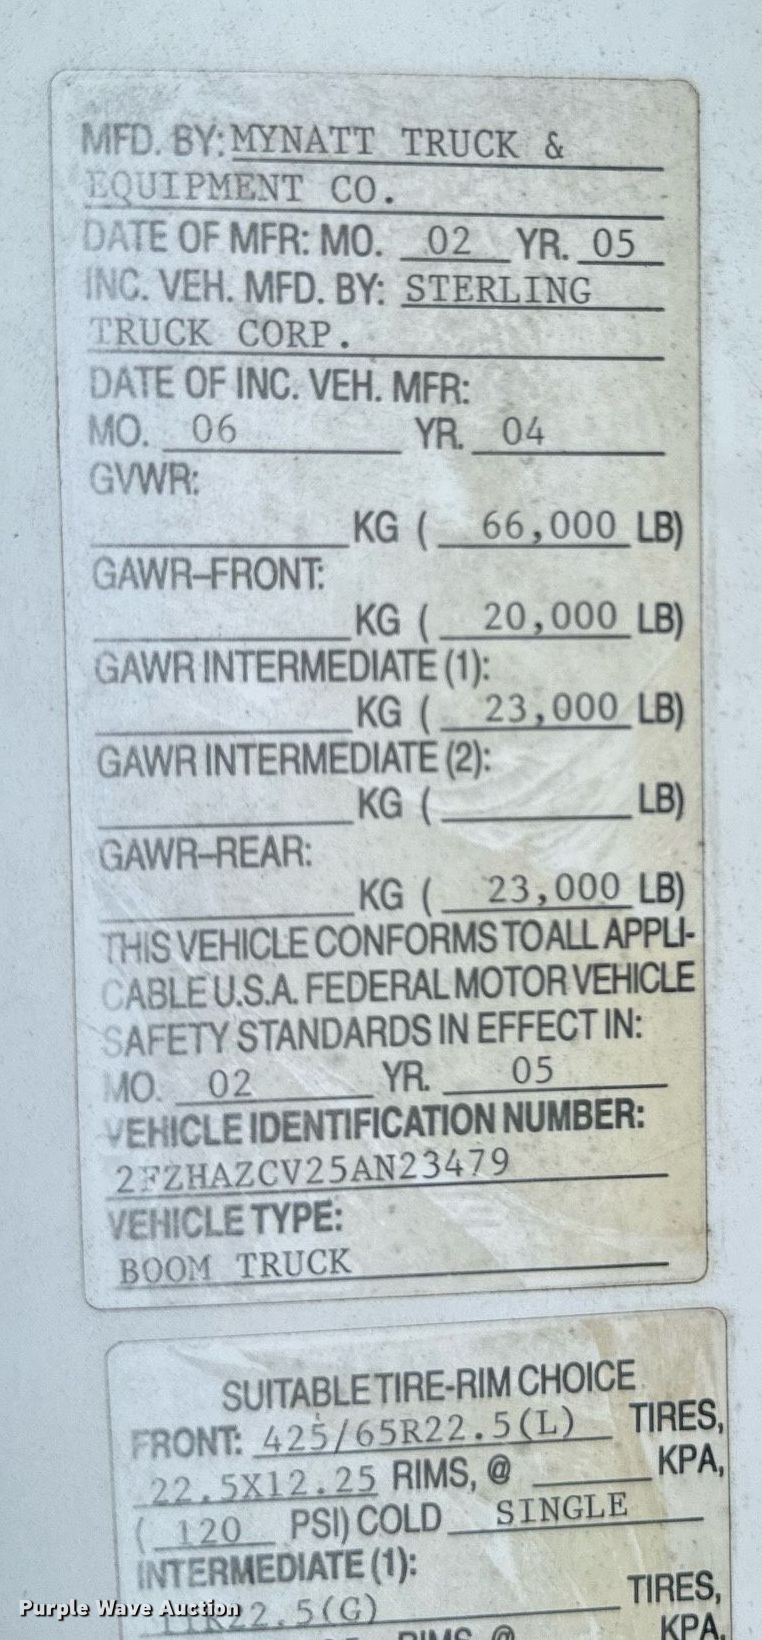 MFD. BY: MYNATT TRUCK &
EQUIPMENT CO.
DATE OF MFR: MO. 02 YR. 05
INC. VEH. MFD. BY: STERLING
TRUCK CORP.
DATE OF INC. VEH. MFR:
MO. 06 YR. 04
GVWR:
KG ( 66,000 LB)
GAWR-FRONT:
KG ( 20,000 LB)
GAWR INTERMEDIATE (1):
KG ( 23,000 LB)
GAWR INTERMEDIATE (2):
KG ( LB)
GAWR-REAR:
KG ( 23,000 LB)
THIS VEHICLE CONFORMS TO ALL APPLI-
CABLE U.S.A. FEDERAL MOTOR VEHICLE
SAFETY STANDARDS IN EFFECT IN:
MO. 02 YR. 05
VEHICLE IDENTIFICATION NUMBER:
2FZHAZCV25AN23479
VEHICLE TYPE:
BOOM TRUCK
SUITABLE TIRE-RIM CHOICE
FRONT: 425/65R22.5(L) TIRES,
22.5X12.25 RIMS, @ KPA,
( 120 PSI) COLD SINGLE
INTERMEDIATE (1):
11R22.5(G) TIRES,
RIMS, @ KPA,
Purple Wave Auction